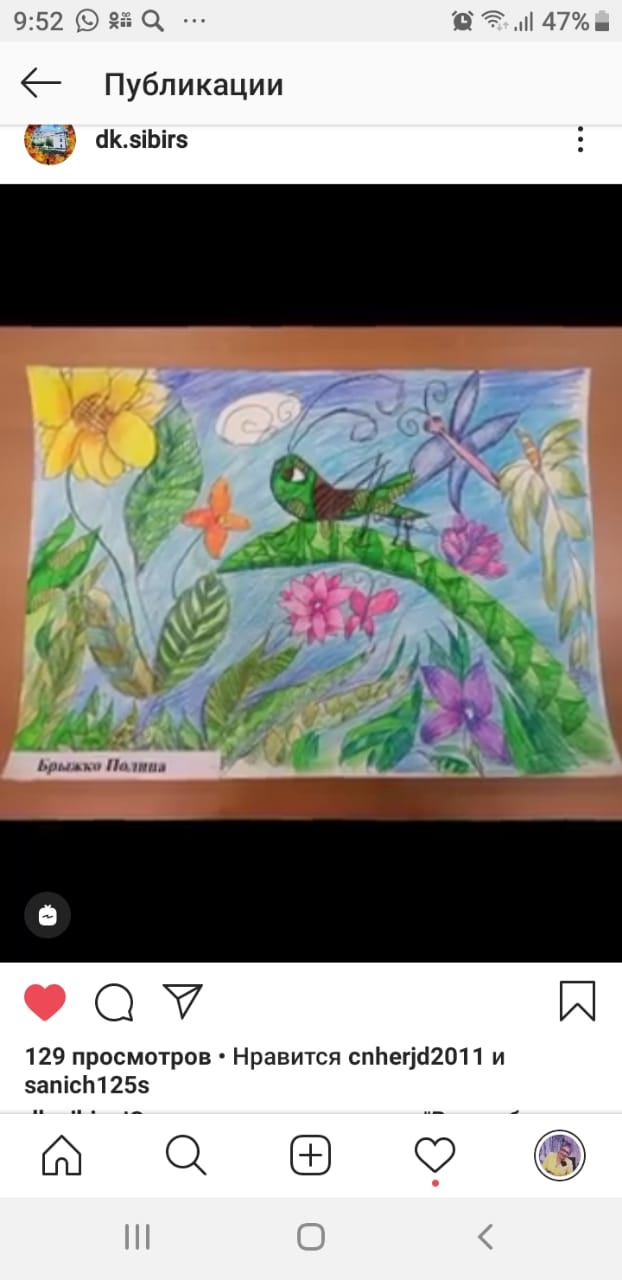 9:52
47%
Публикации
dk.sibirs
Брыжко Полина
129 просмотров • Нравится cnherjd2011 и
sanich125s